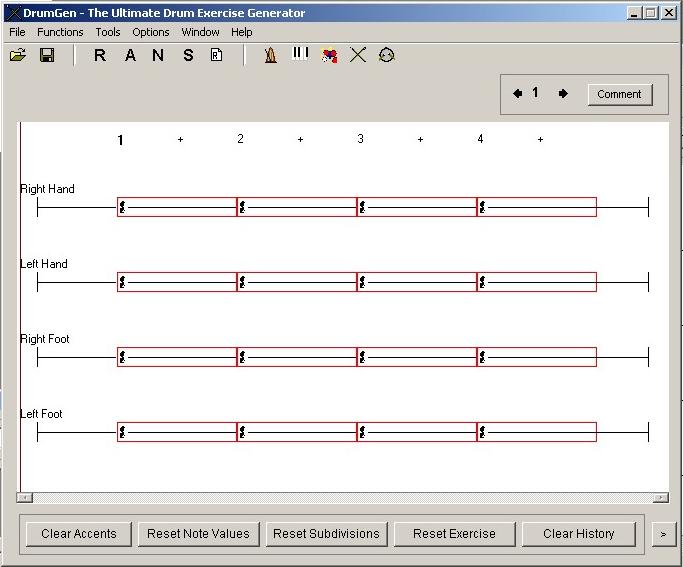 DrumGen - The Ultimate Drum Exercise Generator
File Functions Tools Options Window Help
R A N S R
1 Comment
1 + 2 + 3 + 4 +
Right Hand
Left Hand
Right Foot
Left Foot
Clear Accents Reset Note Values Reset Subdivisions Reset Exercise Clear History >